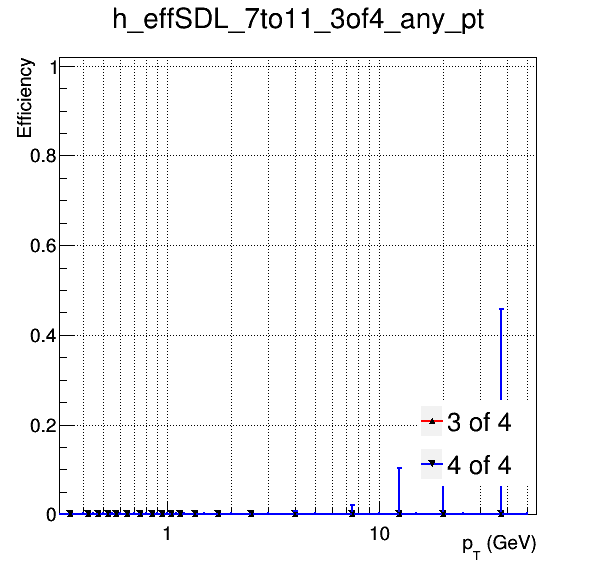 h_effSDL_7to11_3of4_any_pt
Efficiency
1
0.8
0.6
0.4
0.2
0
3 of 4
4 of 4
1
10
p_T (GeV)